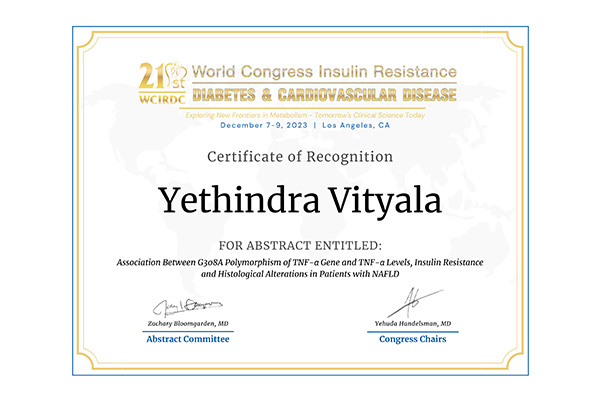 21st World Congress Insulin Resistance
WCIRDC DIABETES & CARDIOVASCULAR DISEASE
Exploring New Frontiers in Metabolism - Tomorrow's Clinical Science Today
December 7-9, 2023 | Los Angeles, CA
Certificate of Recognition
Yethindra Vityala
FOR ABSTRACT ENTITLED:
Association Between G308A Polymorphism of TNF-α Gene and TNF-α Levels, Insulin Resistance
and Histological Alterations in Patients with NAFLD
Zachary Bloomgarden, MD Yehuda Handelsman, MD
Abstract Committee Congress Chairs